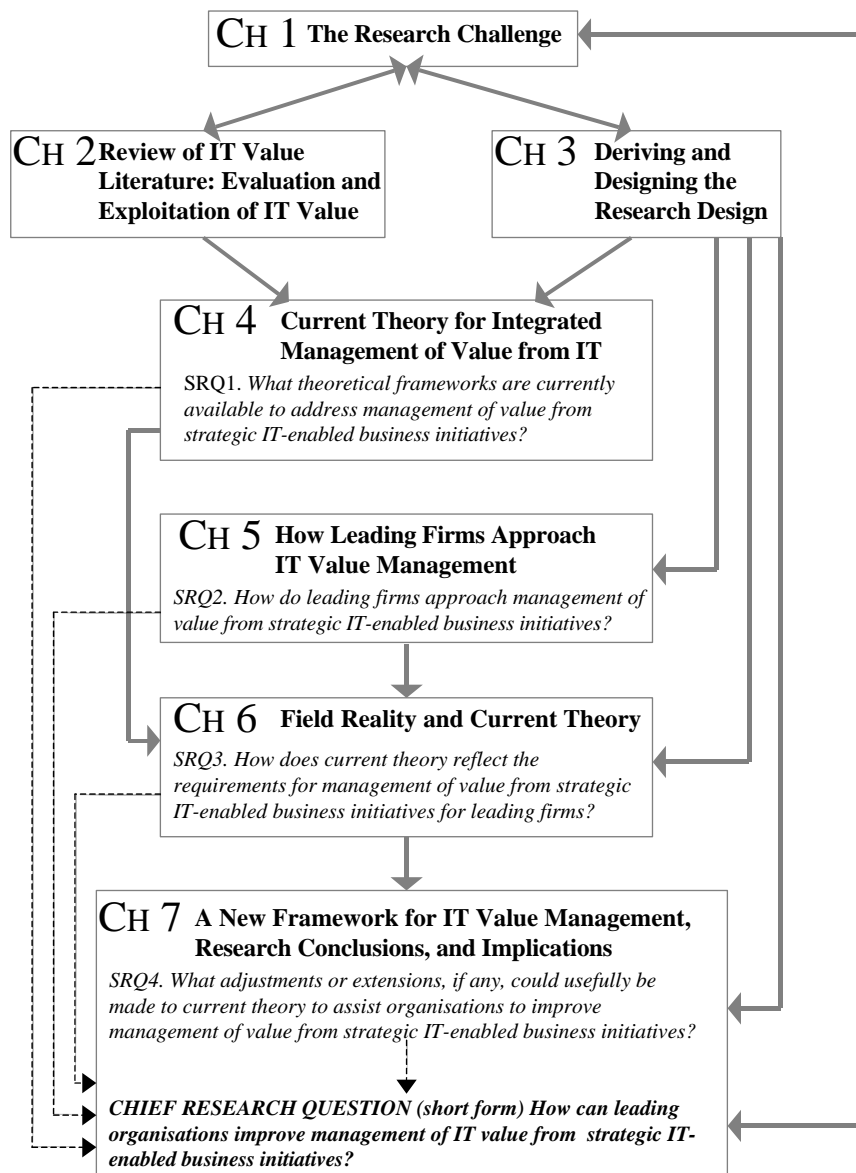 CH 1 The Research Challenge
CH 2 Review of IT Value
Literature: Evaluation and
Exploitation of IT Value
CH 3 Deriving and
Designing the
Research Design
CH 4 Current Theory for Integrated
Management of Value from IT
SRQ1. What theoretical frameworks are currently
available to address management of value from
strategic IT-enabled business initiatives?
CH 5 How Leading Firms Approach
IT Value Management
SRQ2. How do leading firms approach management of
value from strategic IT-enabled business initiatives?
CH 6 Field Reality and Current Theory
SRQ3. How does current theory reflect the
requirements for management of value from strategic
IT-enabled business initiatives for leading firms?
CH 7 A New Framework for IT Value Management,
Research Conclusions, and Implications
SRQ4. What adjustments or extensions, if any, could usefully be
made to current theory to assist organisations to improve
management of value from strategic IT-enabled business initiatives?
CHIEF RESEARCH QUESTION (short form) How can leading
organisations improve management of IT value from strategic IT-
enabled business initiatives?